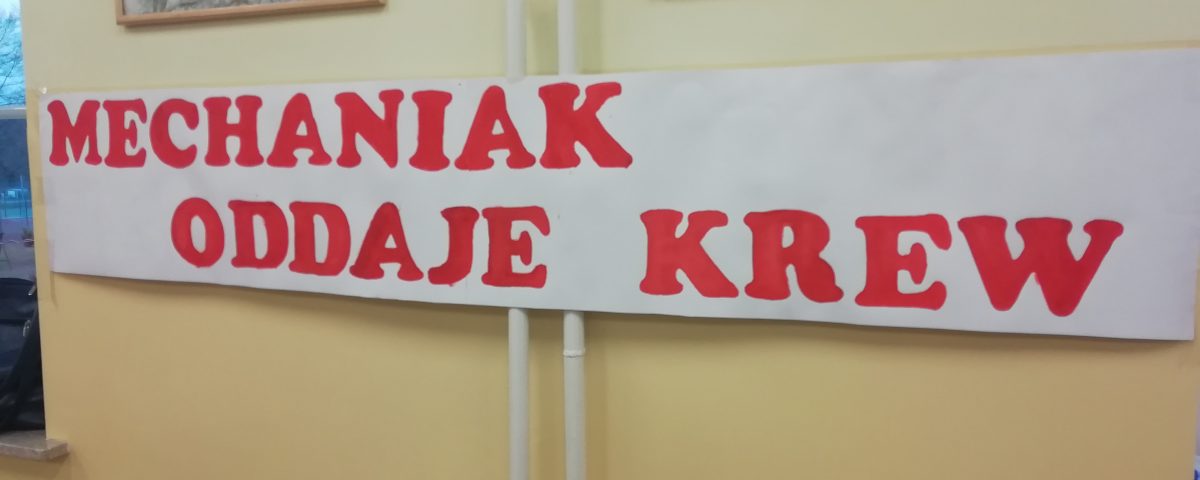 MECHANIAK
ODDAJE KREW